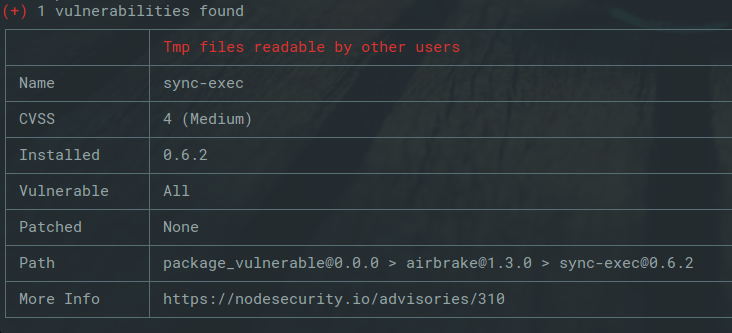 (+) 1 vulnerabilities found
Tmp files readable by other users
Name sync-exec
CVSS 4 (Medium)
Installed 0.6.2
Vulnerable All
Patched None
Path package_vulnerable@0.0.0 > airbrake@1.3.0 > sync-exec@0.6.2
More Info https://nodesecurity.io/advisories/310